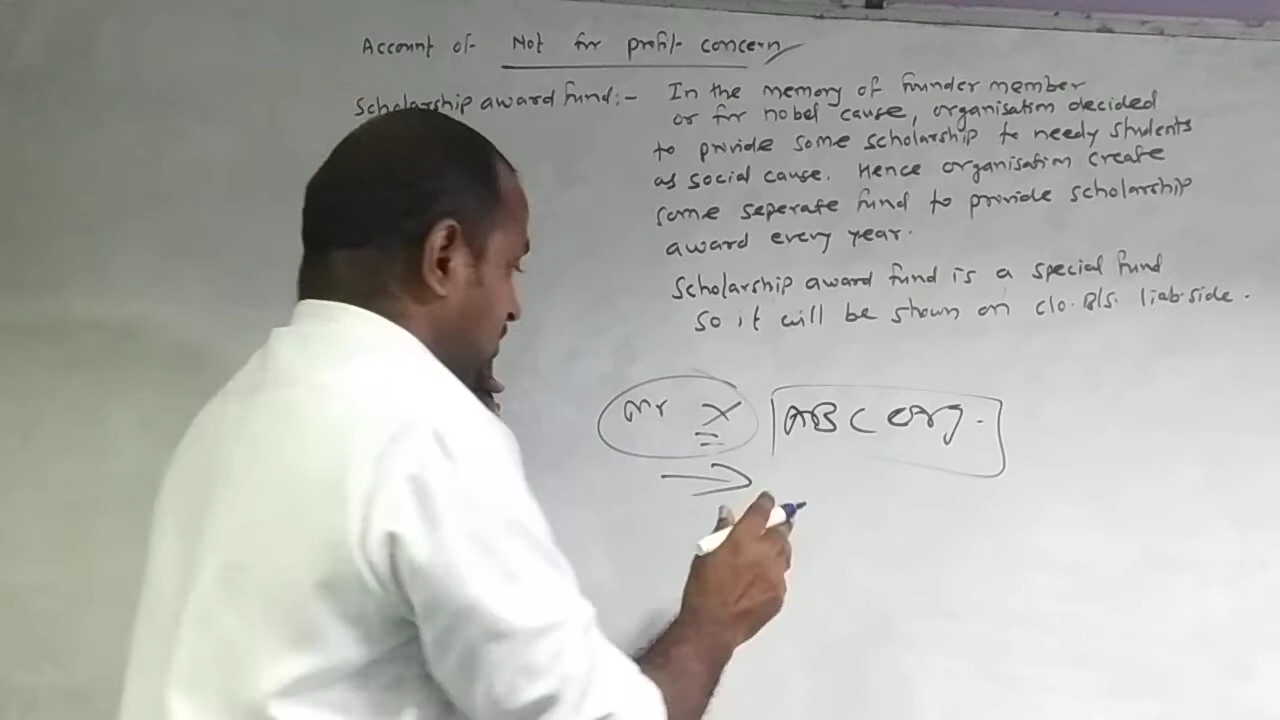 Account of Not for profit concern
Scholarship award fund:- In the memory of funder member
or for nobel cause, organisation decided
to provide some scholarship to needy students
as social cause. Hence organisation create
some seperate fund to provide scholarship
award every year.
Scholarship award fund is a special fund
so it will be shown on clo. B/s. liab. side.
Mr X ABC org.